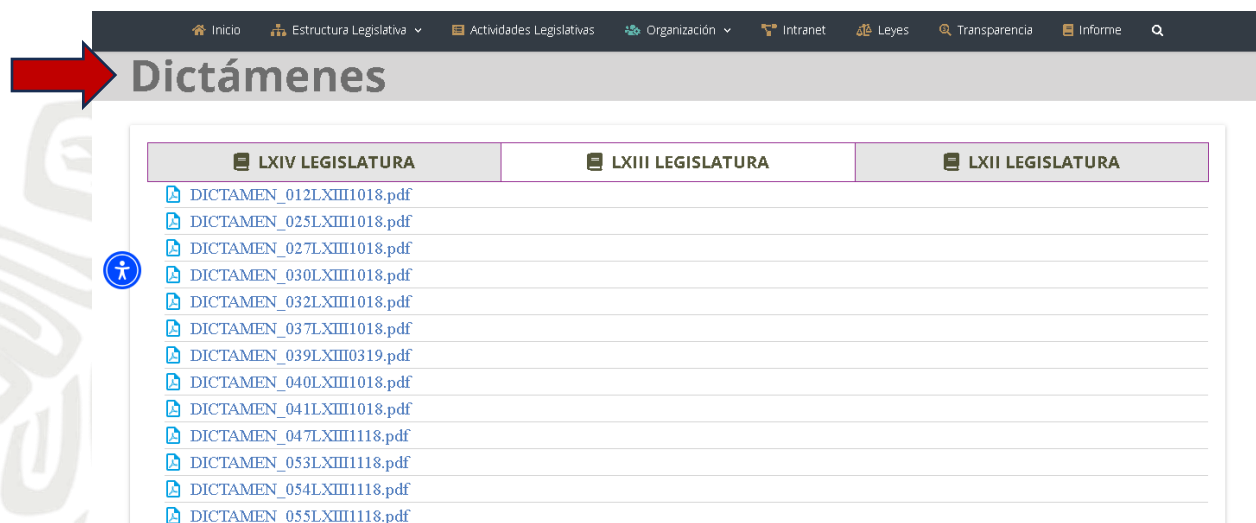 Inicio Estructura Legislativa Actividades Legislativas Organización Intranet Leyes Transparencia Informe
Dictámenes
LXIV LEGISLATURA LXIII LEGISLATURA LXII LEGISLATURA
DICTAMEN_012LXIII1018.pdf
DICTAMEN_025LXIII1018.pdf
DICTAMEN_027LXIII1018.pdf
DICTAMEN_030LXIII1018.pdf
DICTAMEN_032LXIII1018.pdf
DICTAMEN_037LXIII1018.pdf
DICTAMEN_039LXIII0319.pdf
DICTAMEN_040LXIII1018.pdf
DICTAMEN_041LXIII1018.pdf
DICTAMEN_047LXIII1118.pdf
DICTAMEN_053LXIII1118.pdf
DICTAMEN_054LXIII1118.pdf
DICTAMEN_055LXIII1118.pdf